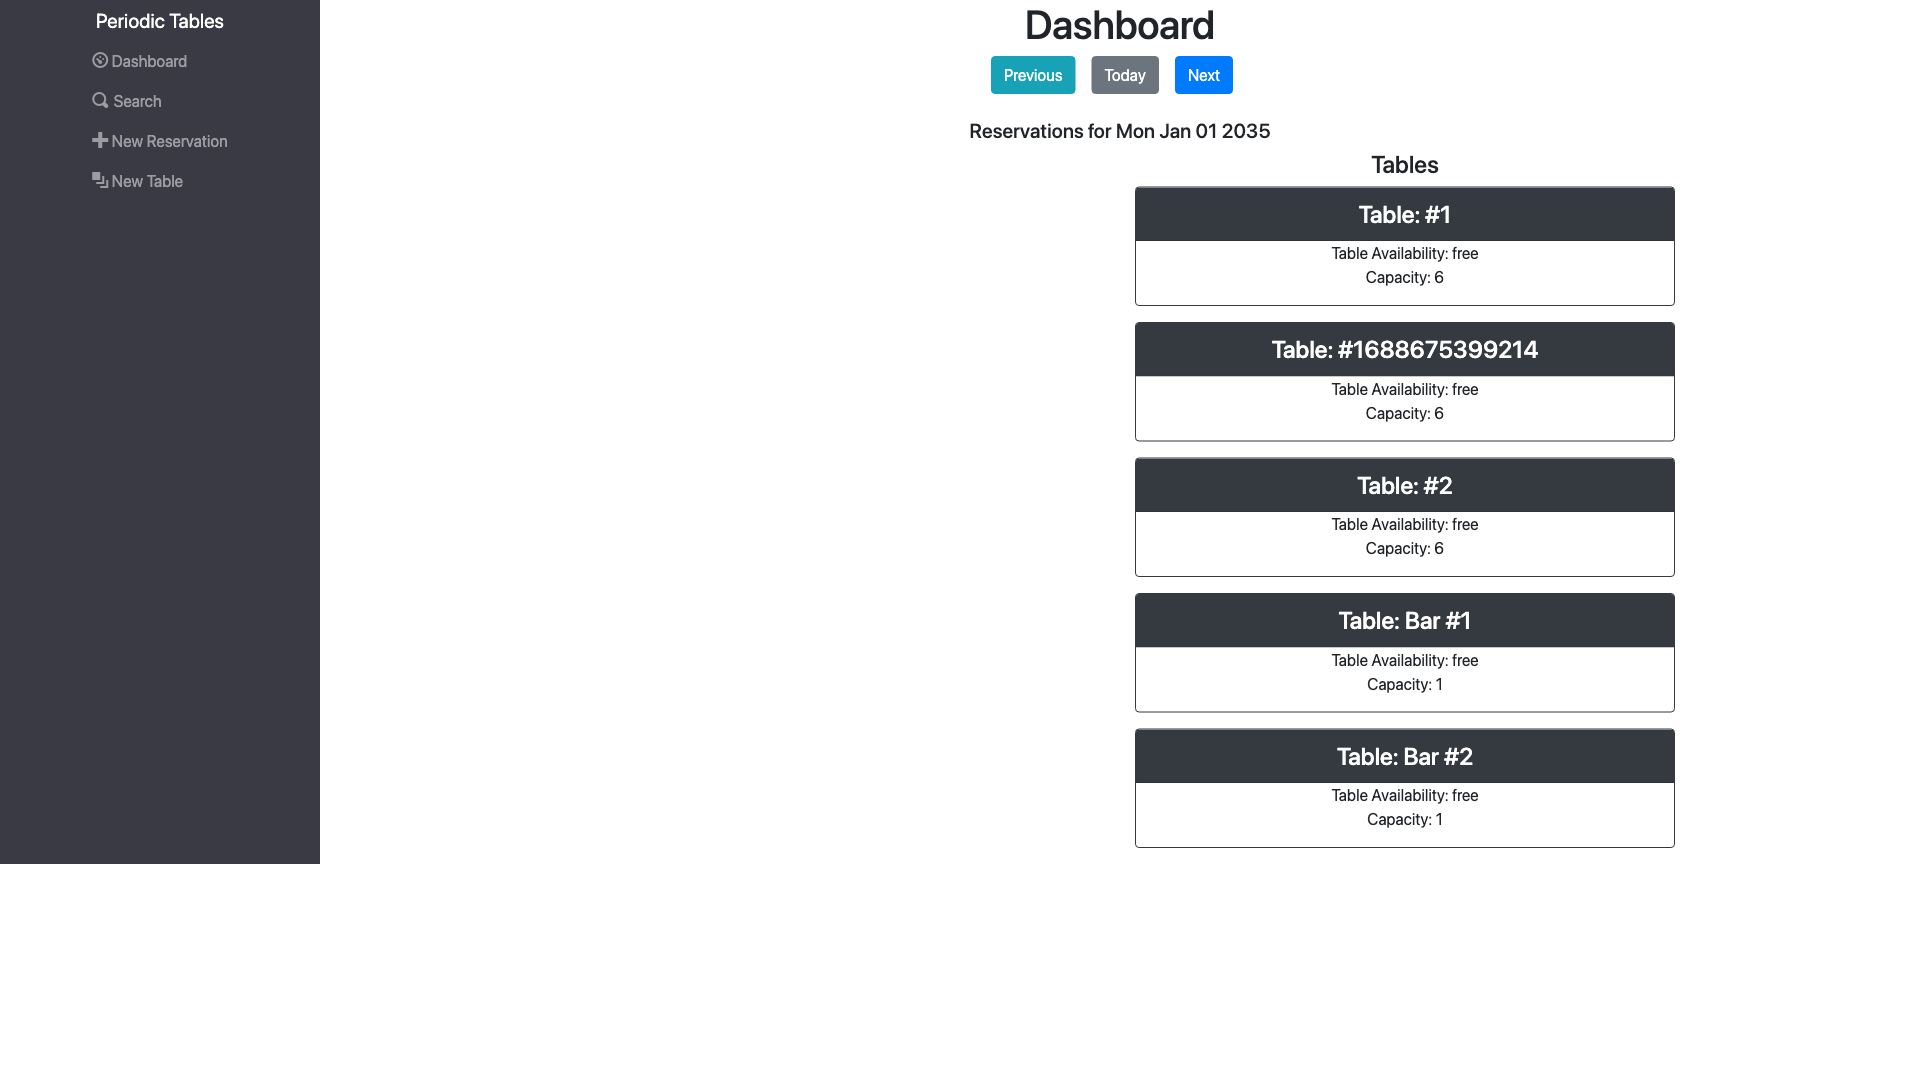 Periodic Tables
Dashboard
Search
New Reservation
New Table
Dashboard
Previous Today Next
Reservations for Mon Jan 01 2035
Tables
Table: #1
Table Availability: free
Capacity: 6
Table: #1688675399214
Table Availability: free
Capacity: 6
Table: #2
Table Availability: free
Capacity: 6
Table: Bar #1
Table Availability: free
Capacity: 1
Table: Bar #2
Table Availability: free
Capacity: 1